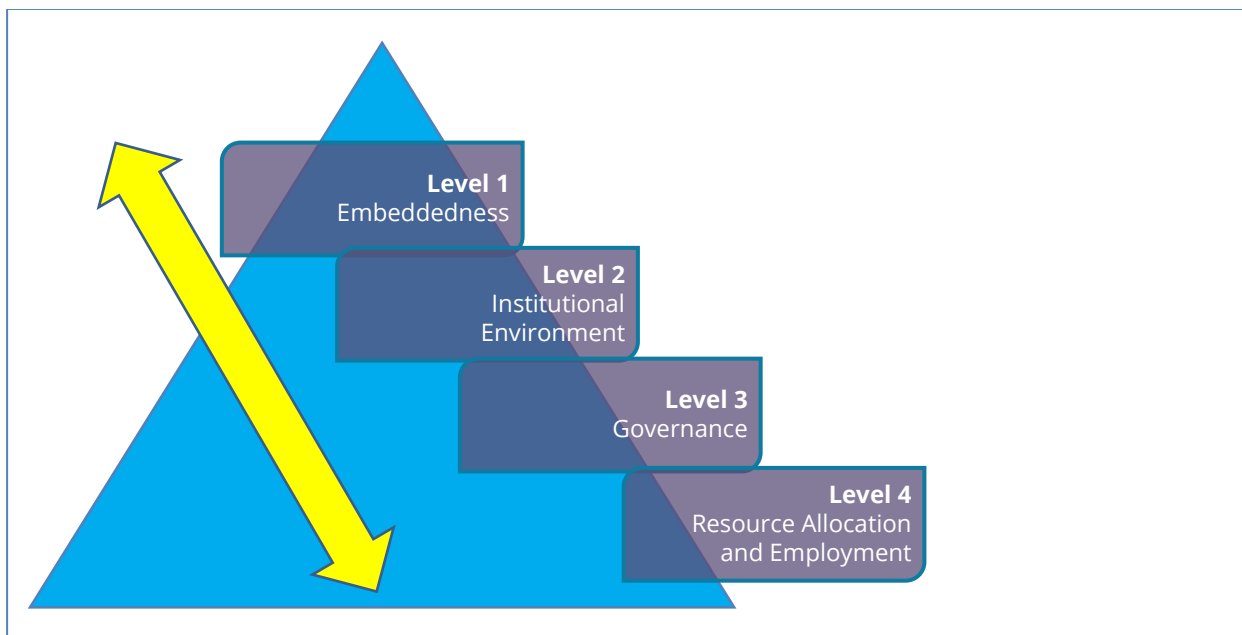 Level 1
Embeddedness
Level 2
Institutional
Environment
Level 3
Governance
Level 4
Resource Allocation
and Employment